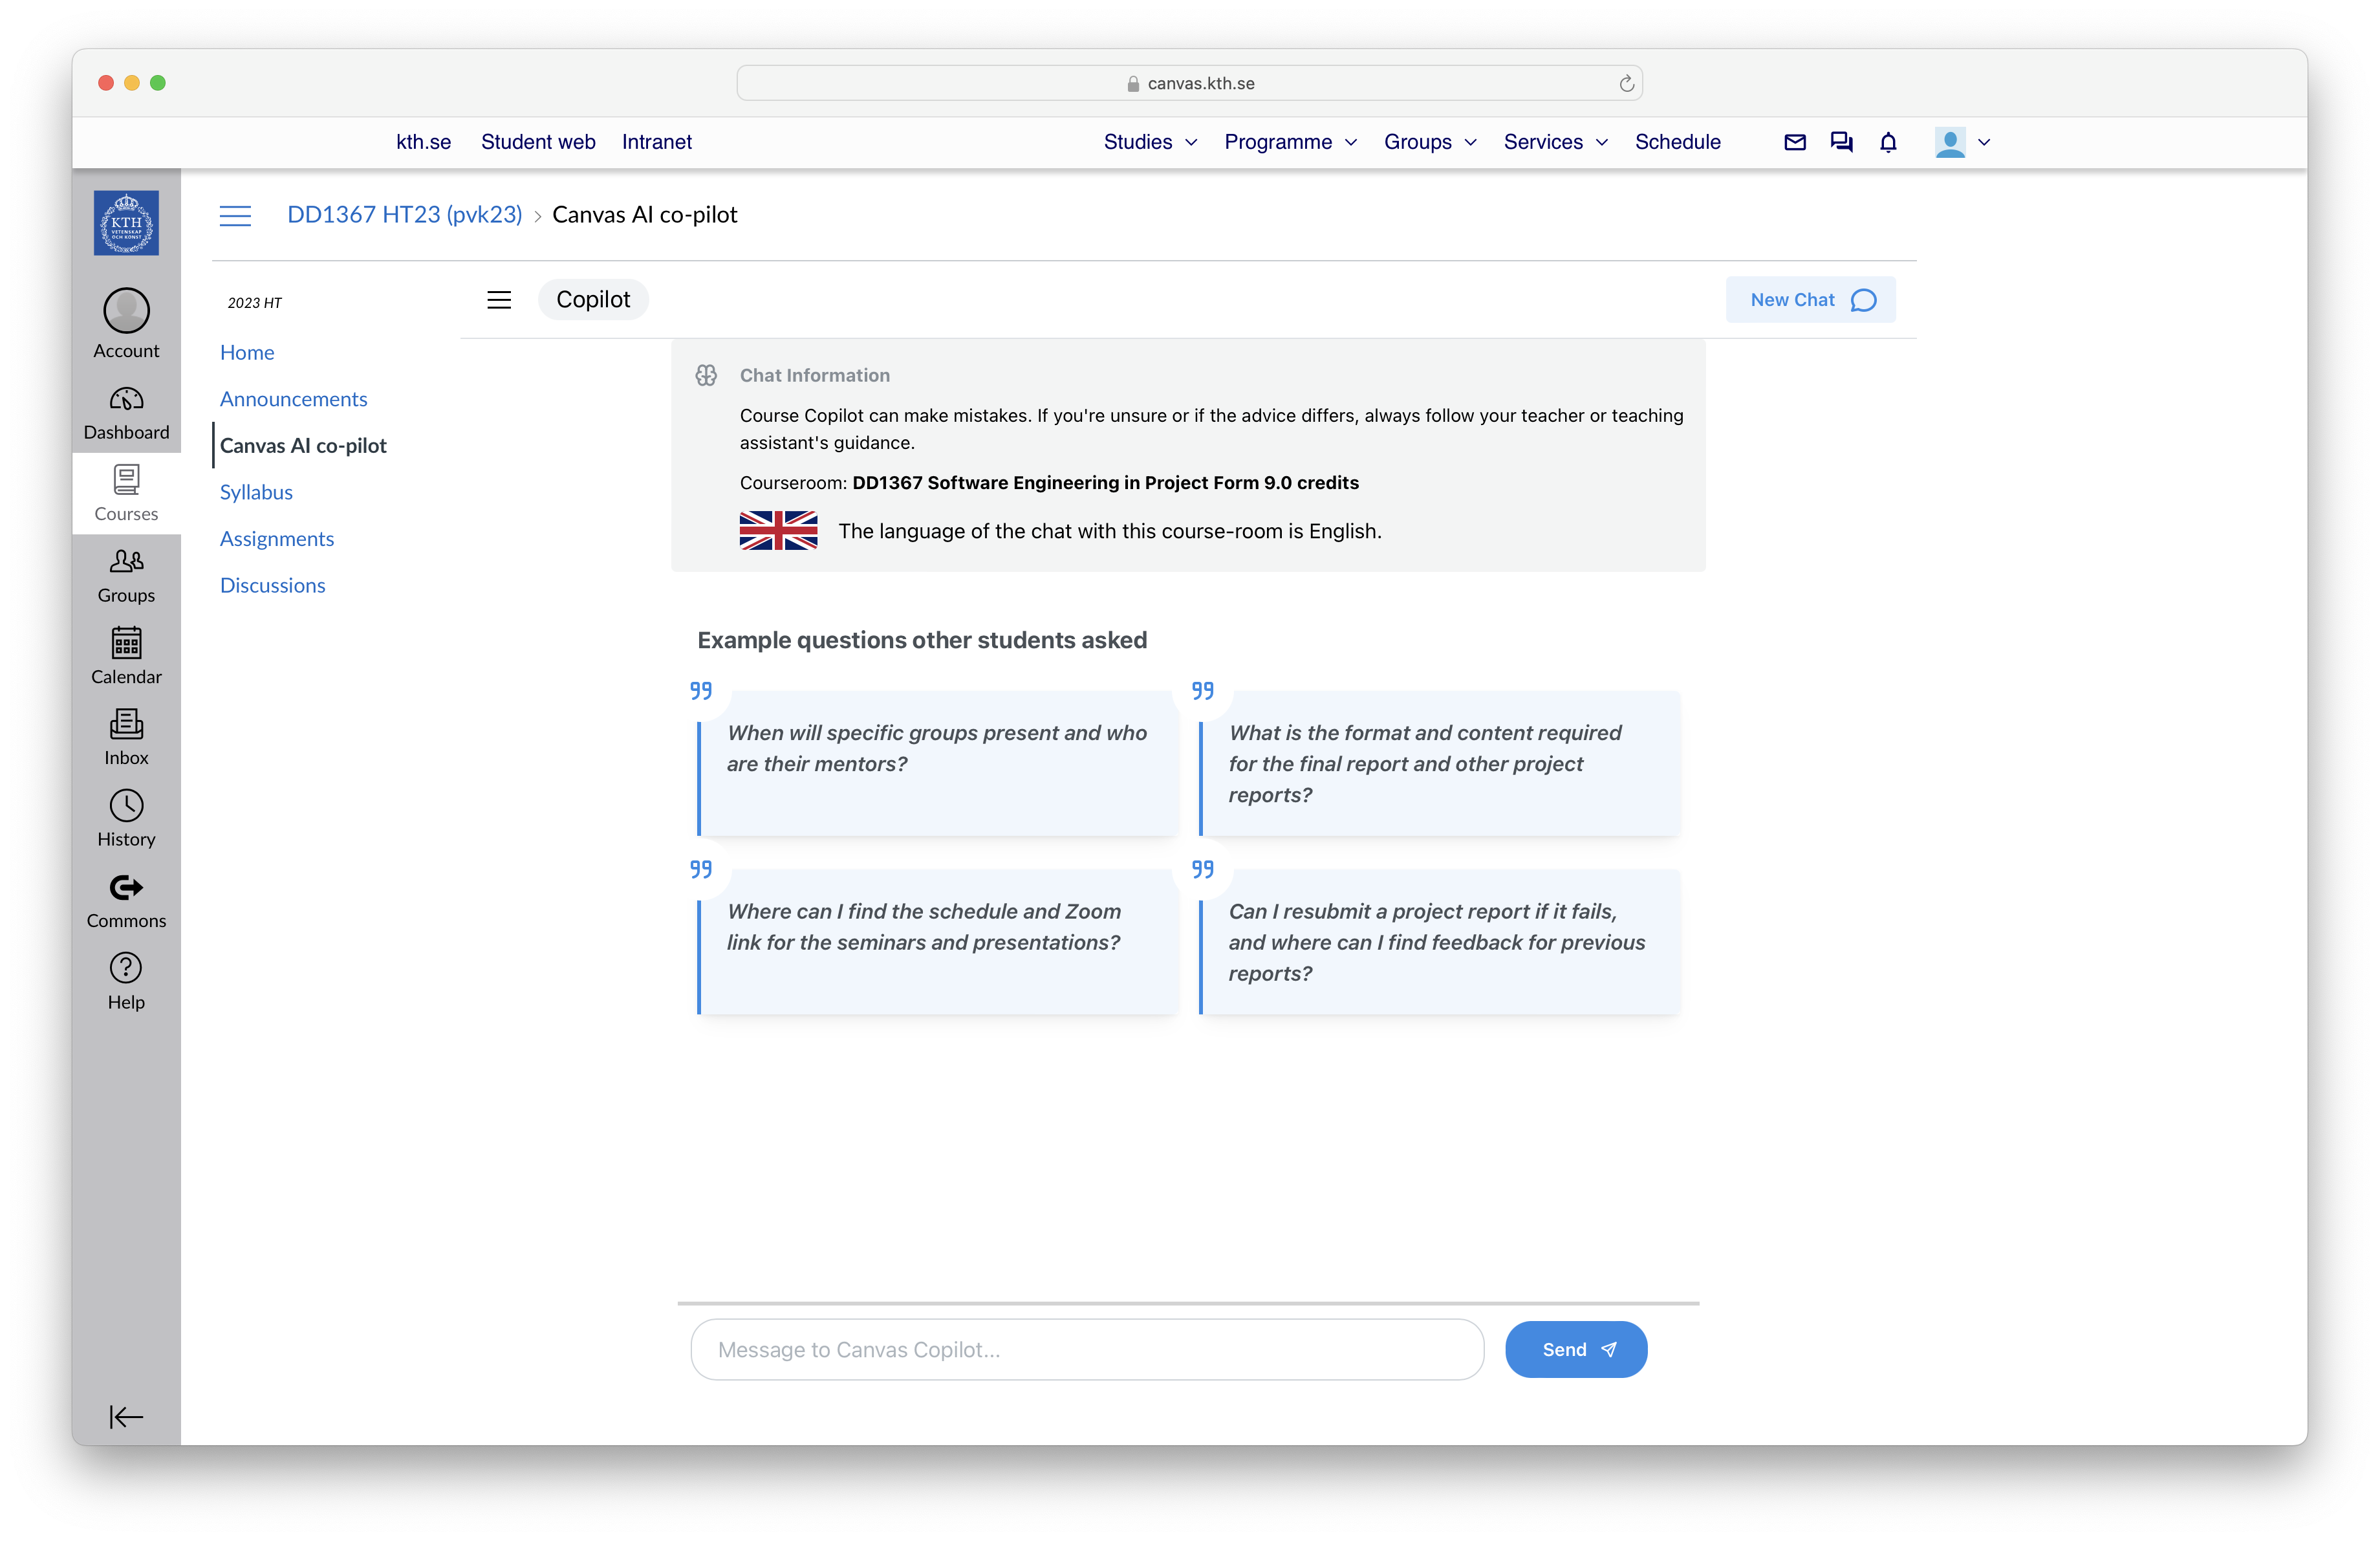 canvas.kth.se
kth.se Student web Intranet Studies Programme Groups Services Schedule
KTH
VETENSKAP
OCH KONST
DD1367 HT23 (pvk23) › Canvas AI co-pilot
Account
Dashboard
Courses
Groups
Calendar
Inbox
History
Commons
Help
2023 HT
Home
Announcements
Canvas AI co-pilot
Syllabus
Assignments
Discussions
Copilot
New Chat
Chat Information
Course Copilot can make mistakes. If you're unsure or if the advice differs, always follow your teacher or teaching
assistant's guidance.
Courseroom: DD1367 Software Engineering in Project Form 9.0 credits
The language of the chat with this course-room is English.
Example questions other students asked
When will specific groups present and who
are their mentors?
What is the format and content required
for the final report and other project
reports?
Where can I find the schedule and Zoom
link for the seminars and presentations?
Can I resubmit a project report if it fails,
and where can I find feedback for previous
reports?
Message to Canvas Copilot...
Send